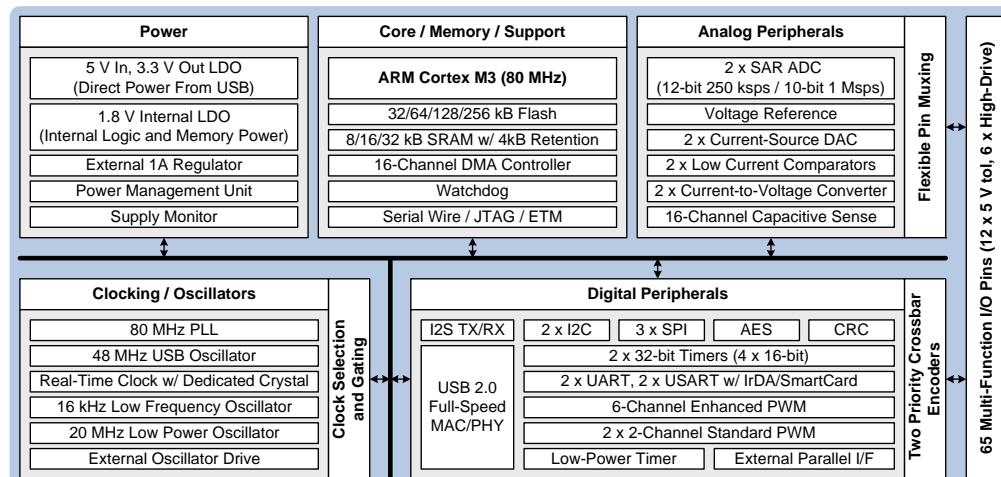 Power
5 V In, 3.3 V Out LDO
(Direct Power From USB)
1.8 V Internal LDO
(Internal Logic and Memory Power)
External 1A Regulator
Power Management Unit
Supply Monitor
Core / Memory / Support
ARM Cortex M3 (80 MHz)
32/64/128/256 kB Flash
8/16/32 kB SRAM w/ 4kB Retention
16-Channel DMA Controller
Watchdog
Serial Wire / JTAG / ETM
Analog Peripherals
2 x SAR ADC
(12-bit 250 ksps / 10-bit 1 Msps)
Voltage Reference
2 x Current-Source DAC
2 x Low Current Comparators
2 x Current-to-Voltage Converter
16-Channel Capacitive Sense
Flexible Pin Muxing
65 Multi-Function I/O Pins (12 x 5 V tol, 6 x High-Drive)
Clocking / Oscillators
80 MHz PLL
48 MHz USB Oscillator
Real-Time Clock w/ Dedicated Crystal
16 kHz Low Frequency Oscillator
20 MHz Low Power Oscillator
External Oscillator Drive
Clock Selection
and Gating
Digital Peripherals
I2S TX/RX
2 x I2C
3 x SPI
AES
CRC
USB 2.0
Full-Speed
MAC/PHY
2 x 32-bit Timers (4 x 16-bit)
2 x UART, 2 x USART w/ IrDA/SmartCard
6-Channel Enhanced PWM
2 x 2-Channel Standard PWM
Low-Power Timer
External Parallel I/F
Two Priority Crossbar
Encoders